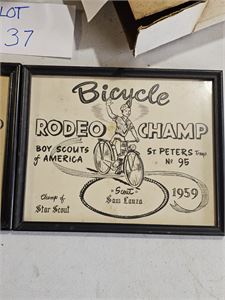 LOT
37
Bicycle
RODEO CHAMP
BOY SCOUTS
of AMERICA
ST. PETERS Troop
No 95
Scout
Sam Lanza
1959
Champ of
Star Scout